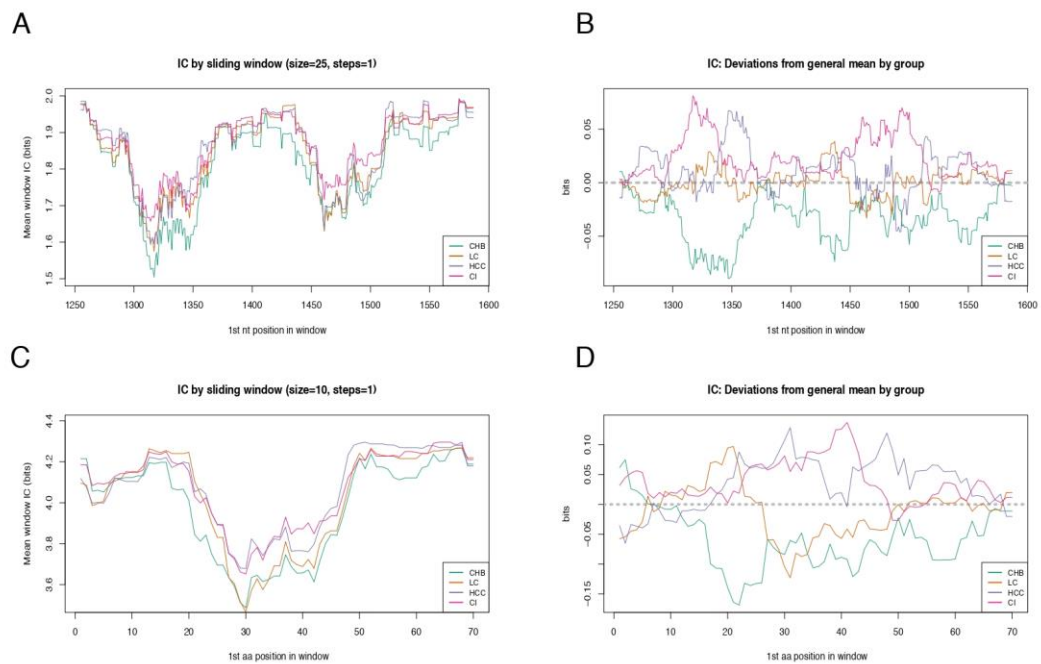 A
IC by sliding window (size=25, steps=1)
Mean window IC (bits)
2.0
1.9
1.8
1.7
1.6
1.5
CHB
LC
HCC
CI
1250 1300 1350 1400 1450 1500 1550 1600
1st nt position in window
B
IC: Deviations from general mean by group
bits
0.05
0.00
−0.05
CHB
LC
HCC
CI
1250 1300 1350 1400 1450 1500 1550 1600
1st nt position in window
C
IC by sliding window (size=10, steps=1)
Mean window IC (bits)
4.4
4.2
4.0
3.8
3.6
CHB
LC
HCC
CI
0 10 20 30 40 50 60 70
1st aa position in window
D
IC: Deviations from general mean by group
bits
0.10
0.05
−0.05
−0.15
CHB
LC
HCC
CI
0 10 20 30 40 50 60 70
1st aa position in window